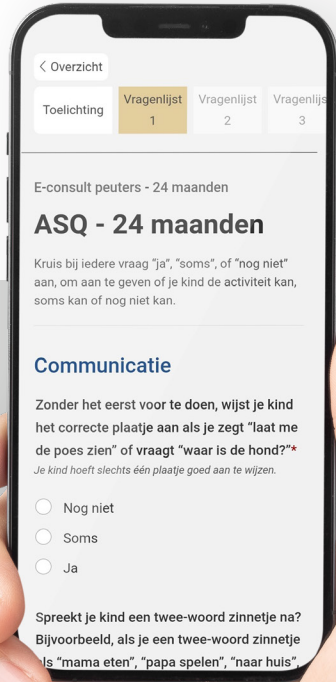 < Overzicht
Toelichting
Vragenlijst
1
Vragenlijst
2
Vragenlijs
3
E-consult peuters - 24 maanden
ASQ - 24 maanden
Kruis bij iedere vraag “ja”, “soms”, of “nog niet”
aan, om aan te geven of je kind de activiteit kan,
soms kan of nog niet kan.
Communicatie
Zonder het eerst voor te doen, wijst je kind
het correcte plaatje aan als je zegt “laat me
de poes zien” of vraagt “waar is de hond?”*
Je kind hoeft slechts één plaatje goed aan te wijzen.
Nog niet
Soms
Ja
Spreekt je kind een twee-woord zinnetje na?
Bijvoorbeeld, als je een twee-woord zinnetje
als “mama eten”, “papa spelen”, “naar huis”,